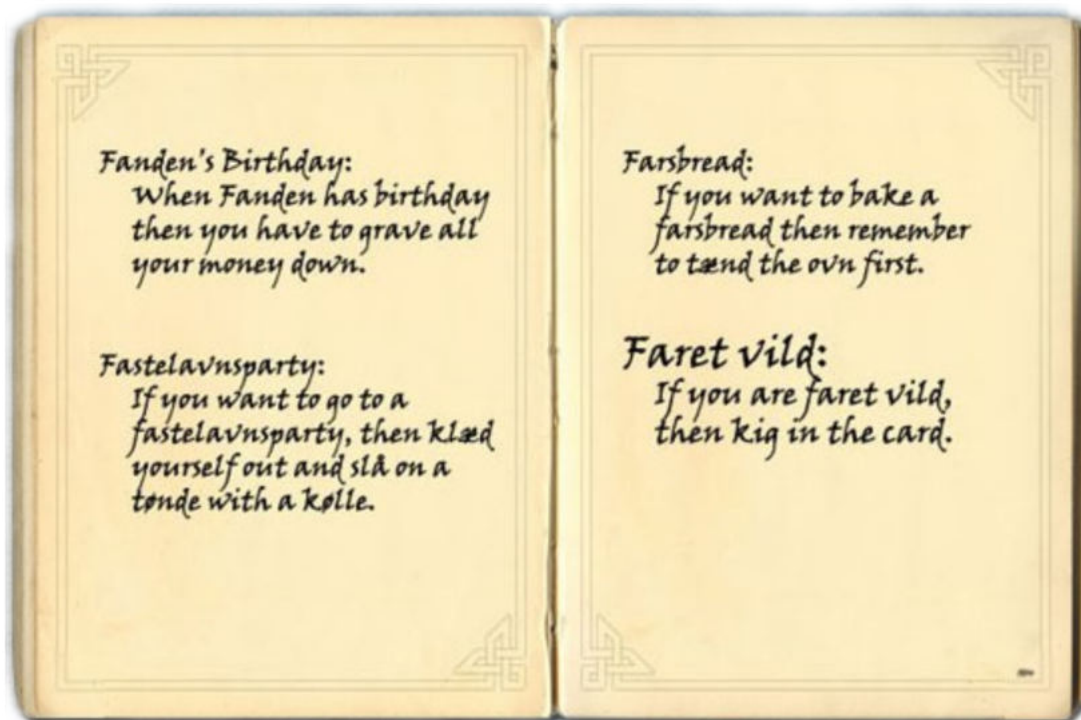 Fanden's Birthday:
When Fanden has birthday
then you have to grave all
your money down.
Fastelavnsparty:
If you want to go to a
fastelavnsparty, then klæd
yourself out and slå on a
tønde with a kølle.
Farsbread:
If you want to bake a
farsbread then remember
to tænd the ovn first.
Faret vild:
If you are faret vild,
then kig in the card.